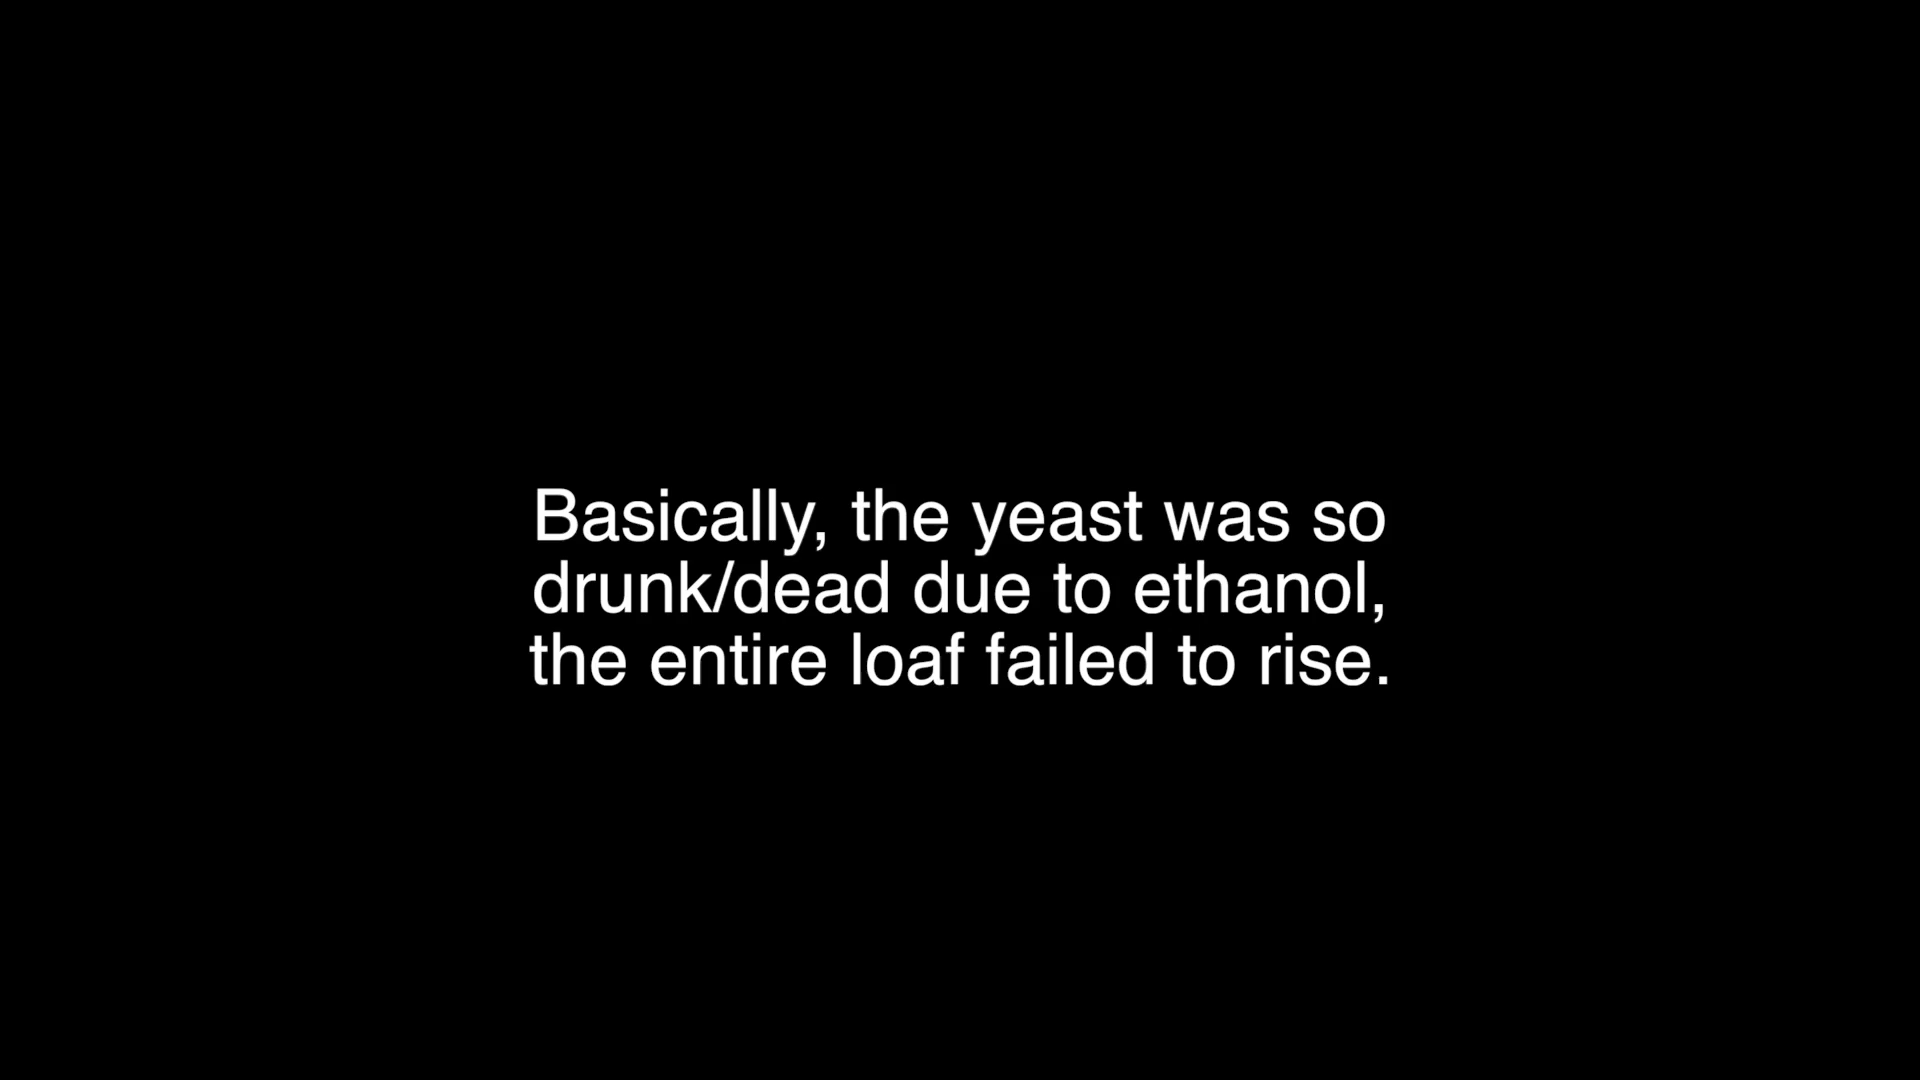 Basically, the yeast was so
drunk/dead due to ethanol,
the entire loaf failed to rise.